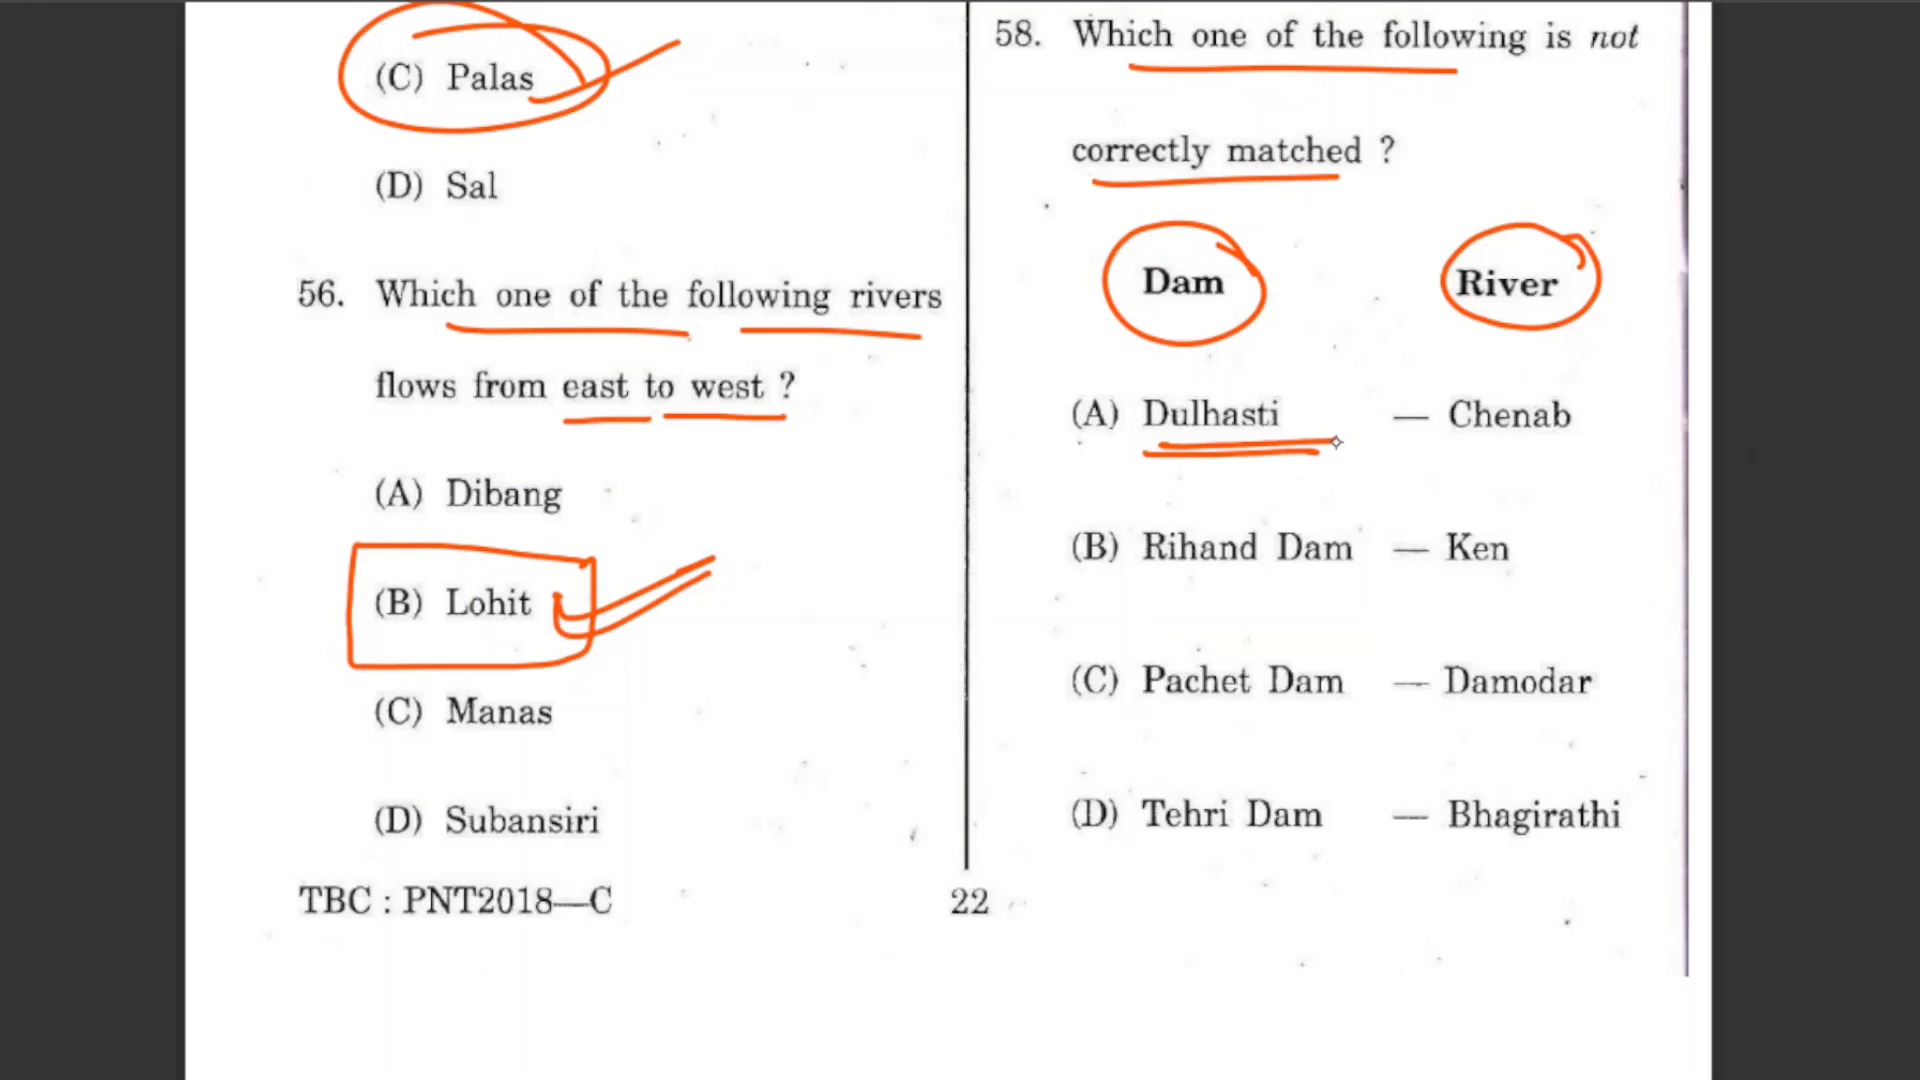 (C) Palas
(D) Sal
56. Which one of the following rivers
flows from east to west ?
(A) Dibang
(B) Lohit
(C) Manas
(D) Subansiri
TBC : PNT2018—C
22
58. Which one of the following is not
correctly matched ?
Dam River
(A) Dulhasti — Chenab
(B) Rihand Dam — Ken
(C) Pachet Dam — Damodar
(D) Tehri Dam — Bhagirathi